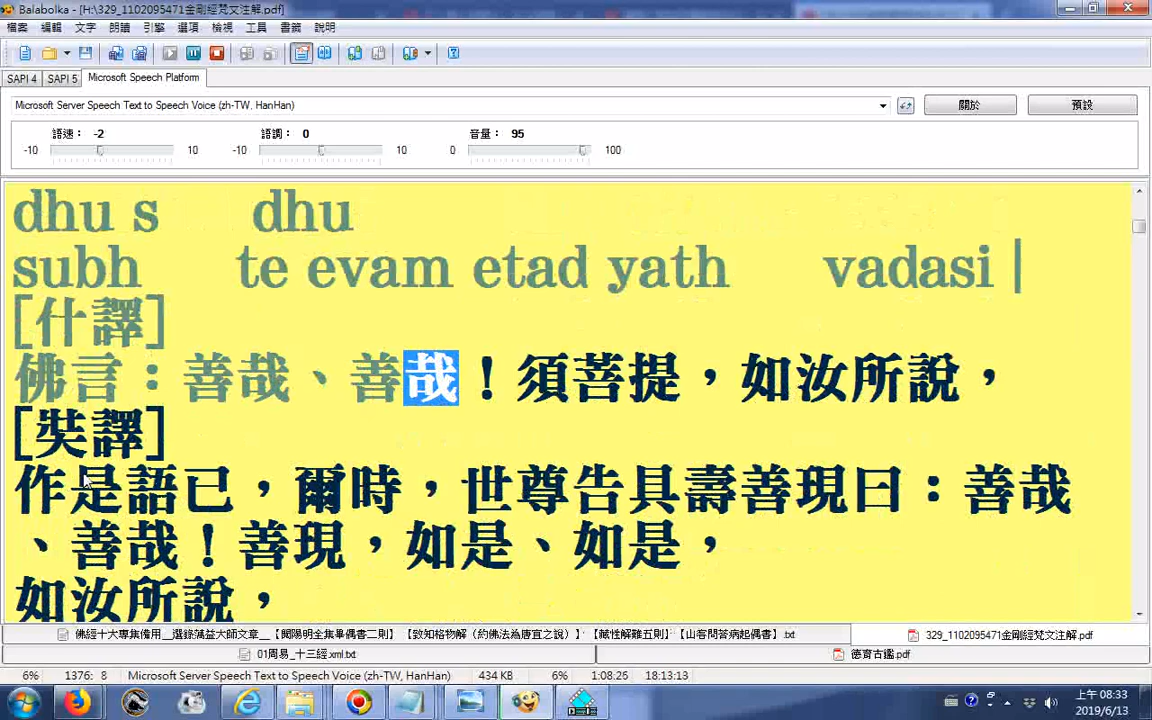 Balabolka - [H:\329_1102095471金剛經梵文注解.pdf]
檔案 編輯 文字 朗讀 引擎 選項 檢視 工具 書籤 說明
SAPI 4 SAPI 5 Microsoft Speech Platform
Microsoft Server Speech Text to Speech Voice (zh-TW, HanHan) 關於 預設
語速： -2 語調： 0 音量： 95
-10 10 -10 10 0 100
dhu s dhu
subh te evam etad yath vadasi |
[什譯]
佛言：善哉、善哉！須菩提，如汝所說，
[奘譯]
作是語已，爾時，世尊告具壽善現曰：善哉
、善哉！善現，如是、如是，
如汝所說，
佛經十大專集備用__選錄蕅益大師文章__【閱陽明全集畢偶書二則】【致知格物解（約佛法為唐宜之說）】【誡性解難五則】【山客問答病起偶書】.txt 329_1102095471金剛經梵文注解.pdf
01周易_十三經.xml.txt 德育古鑑.pdf
6% 1376: 8 Microsoft Server Speech Text to Speech Voice (zh-TW, HanHan) 434 KB 6% 1:08:25 18:13:13
上午 08:33
2019/6/13